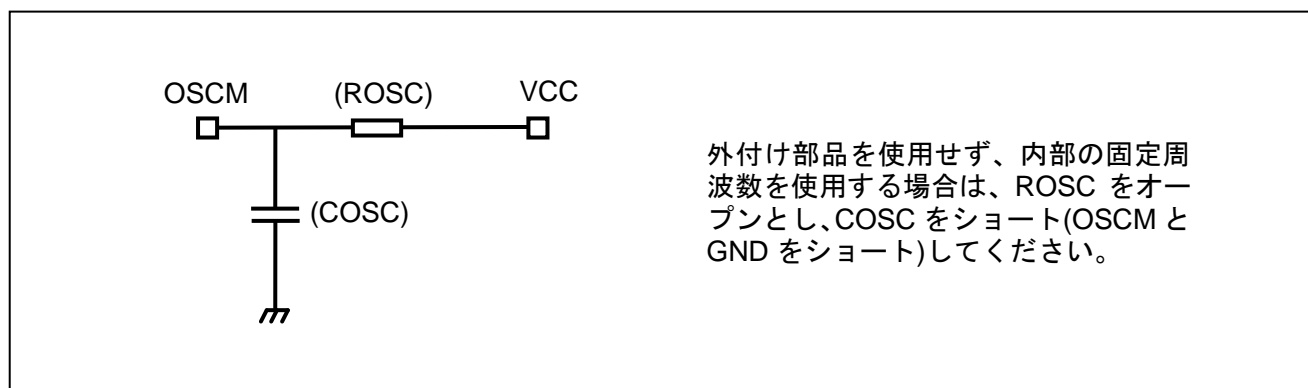 OSCM (ROSC) VCC
(COSC)
外付け部品を使用せず、内部の固定周
波数を使用する場合は、ROSC をオー
プンとし、COSC をショート(OSCM と
GND をショート)してください。